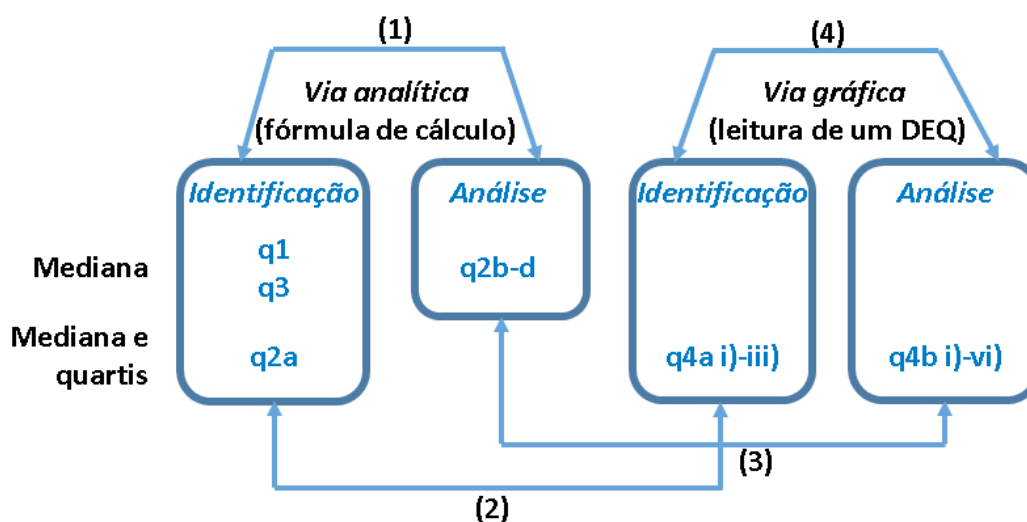 (1)
(4)
Via analítica
(fórmula de cálculo)
Via gráfica
(leitura de um DEQ)
Identificação
Análise
Identificação
Análise
Mediana
q1
q3
q2b-d
Mediana e
quartis
q2a
q4a i)-iii)
q4b i)-vi)
(3)
(2)